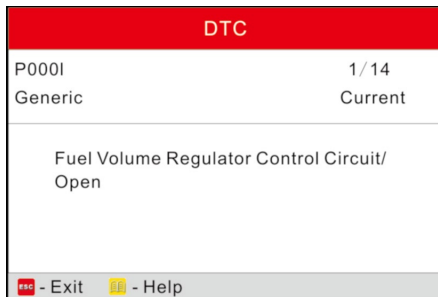 DTC
P000I 1/14
Generic Current
Fuel Volume Regulator Control Circuit/
Open
ESC - Exit - Help